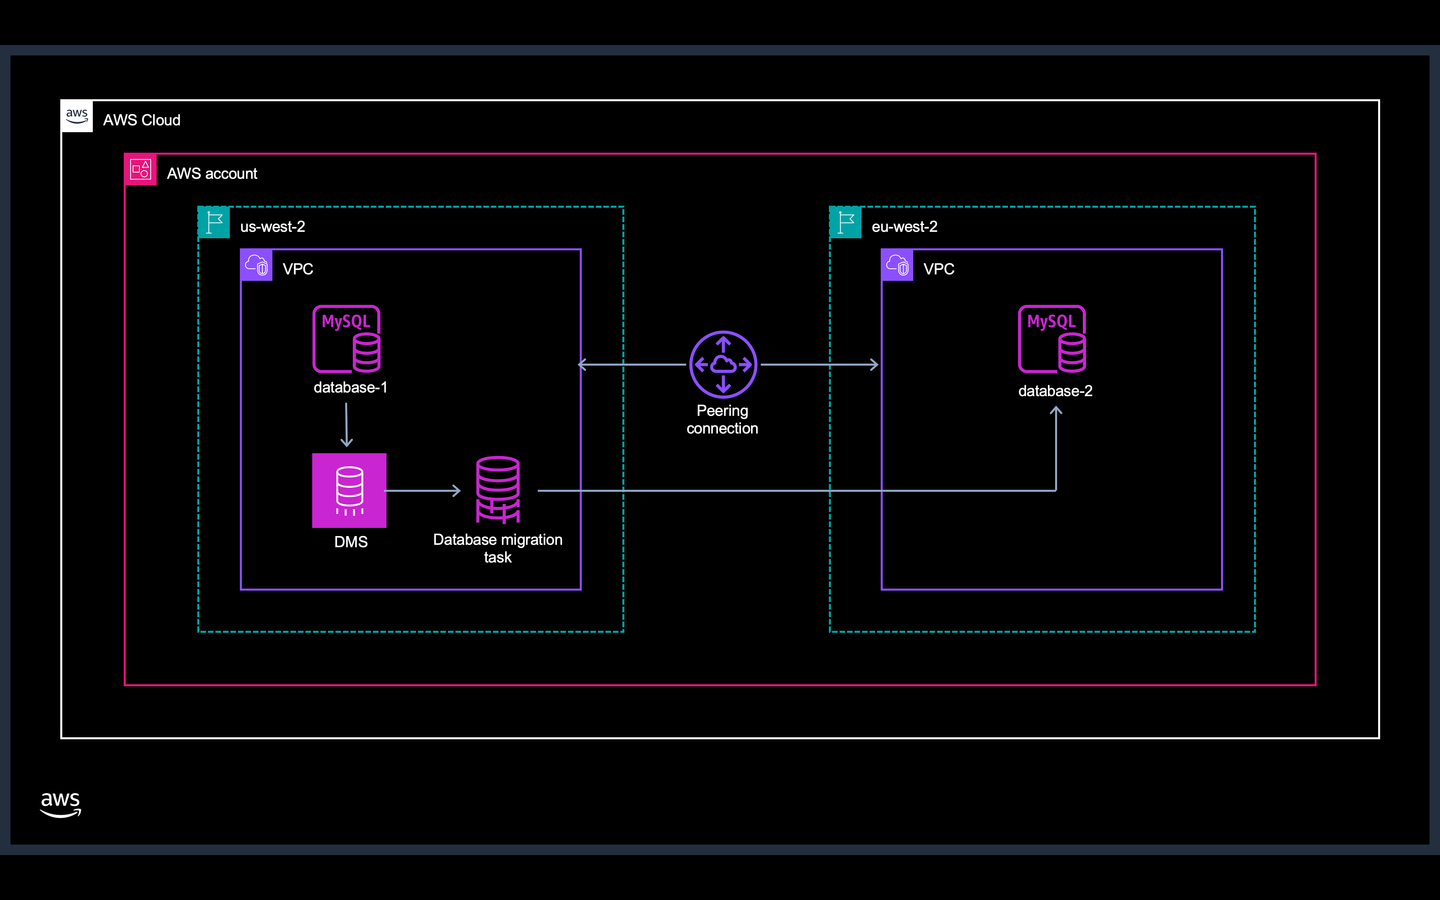 aws
AWS Cloud
AWS account
us-west-2
VPC
MySQL
database-1
DMS
Database migration
task
Peering
connection
eu-west-2
VPC
MySQL
database-2
aws